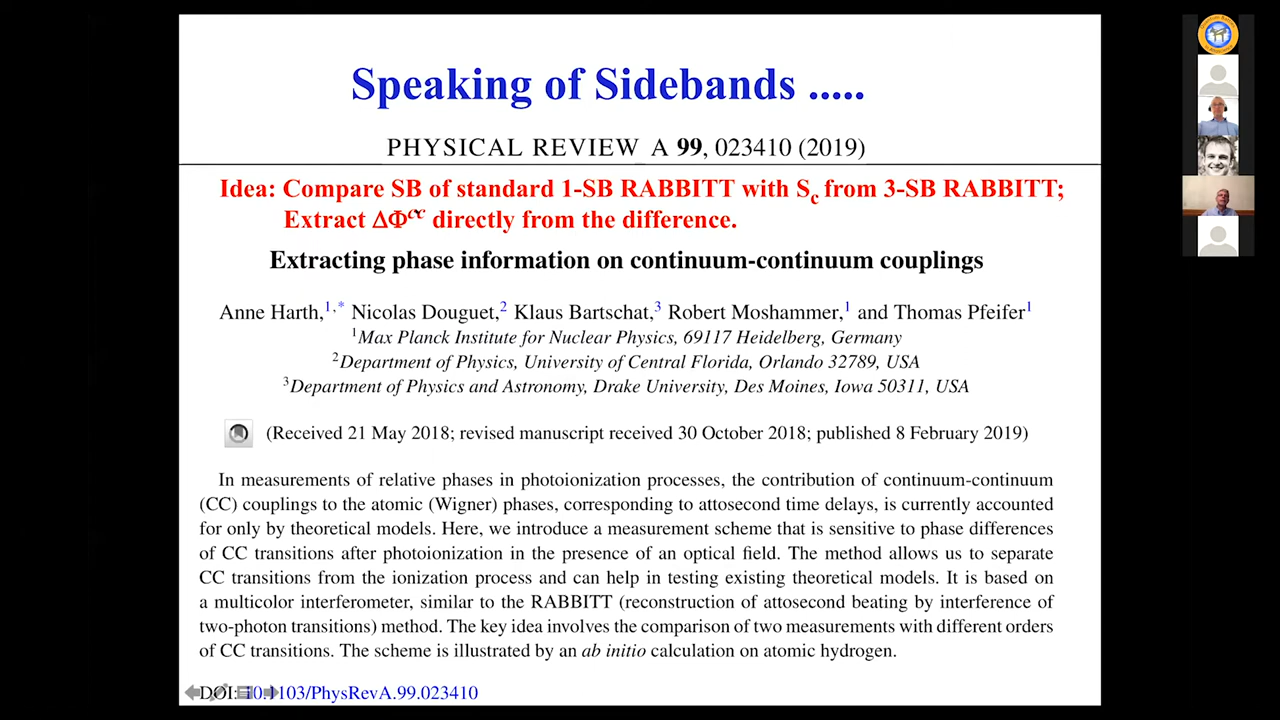 Speaking of Sidebands .....
PHYSICAL REVIEW A 99, 023410 (2019)
Idea: Compare SB of standard 1-SB RABBITT with Sc from 3-SB RABBITT;
Extract ΔΦcc directly from the difference.
Extracting phase information on continuum-continuum couplings
Anne Harth,1,* Nicolas Douguet,2 Klaus Bartschat,3 Robert Moshammer,1 and Thomas Pfeifer1
1Max Planck Institute for Nuclear Physics, 69117 Heidelberg, Germany
2Department of Physics, University of Central Florida, Orlando 32789, USA
3Department of Physics and Astronomy, Drake University, Des Moines, Iowa 50311, USA
(Received 21 May 2018; revised manuscript received 30 October 2018; published 8 February 2019)
In measurements of relative phases in photoionization processes, the contribution of continuum-continuum
(CC) couplings to the atomic (Wigner) phases, corresponding to attosecond time delays, is currently accounted
for only by theoretical models. Here, we introduce a measurement scheme that is sensitive to phase differences
of CC transitions after photoionization in the presence of an optical field. The method allows us to separate
CC transitions from the ionization process and can help in testing existing theoretical models. It is based on
a multicolor interferometer, similar to the RABBITT (reconstruction of attosecond beating by interference of
two-photon transitions) method. The key idea involves the comparison of two measurements with different orders
of CC transitions. The scheme is illustrated by an ab initio calculation on atomic hydrogen.
DOI: 10.1103/PhysRevA.99.023410